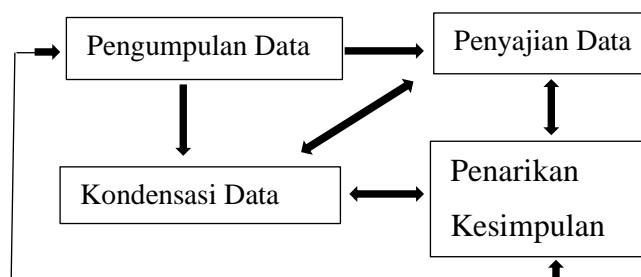 Pengumpulan Data
Penyajian Data
Kondensasi Data
Penarikan
Kesimpulan